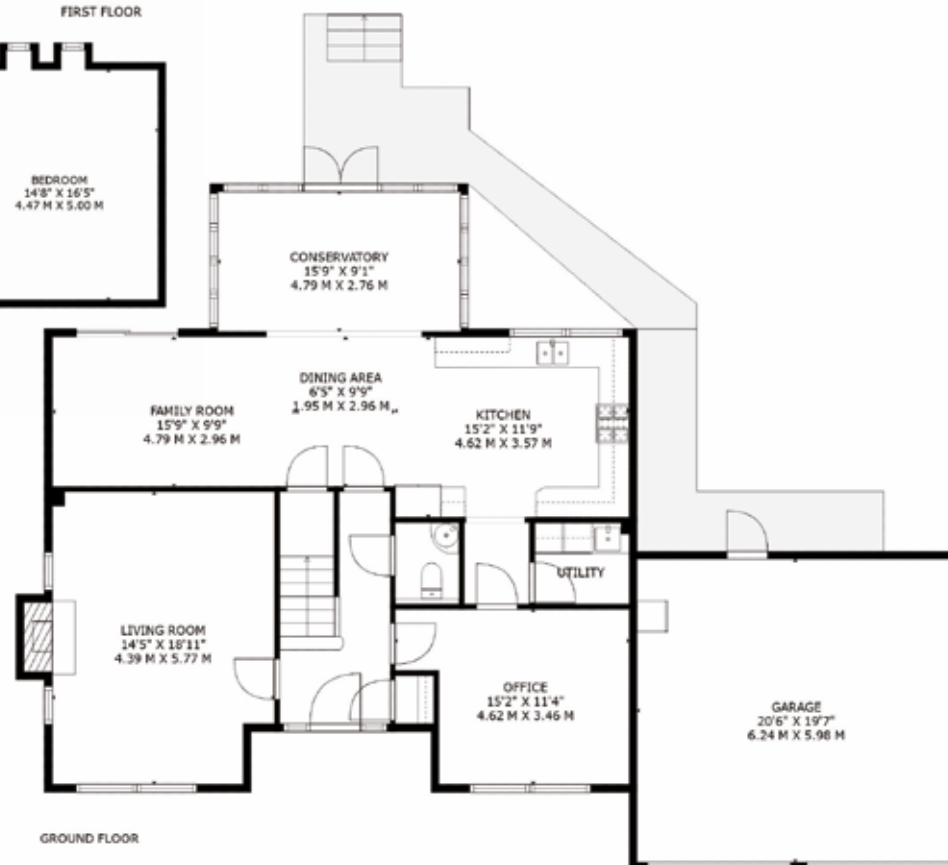 FIRST FLOOR
BEDROOM
14'8" X 16'5"
4.47 M X 5.00 M
CONSERVATORY
15'9" X 9'1"
4.79 M X 2.76 M
DINING AREA
6'5" X 9'9"
1.95 M X 2.96 M
FAMILY ROOM
15'9" X 9'9"
4.79 M X 2.96 M
KITCHEN
15'2" X 11'9"
4.62 M X 3.57 M
UTILITY
LIVING ROOM
14'5" X 18'11"
4.39 M X 5.77 M
OFFICE
15'2" X 11'4"
4.62 M X 3.46 M
GARAGE
20'6" X 19'7"
6.24 M X 5.98 M
GROUND FLOOR